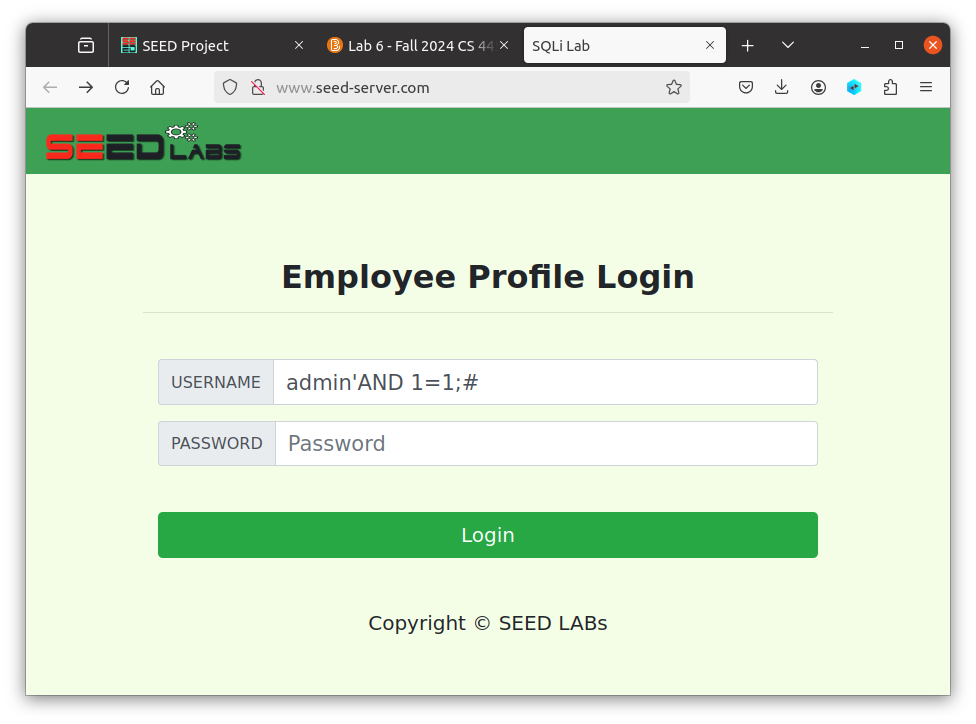 SEED Project
Lab 6 - Fall 2024 CS 44
SQLi Lab
www.seed-server.com
SEED LABS
Employee Profile Login
USERNAME admin'AND 1=1;#
PASSWORD Password
Login
Copyright © SEED LABs